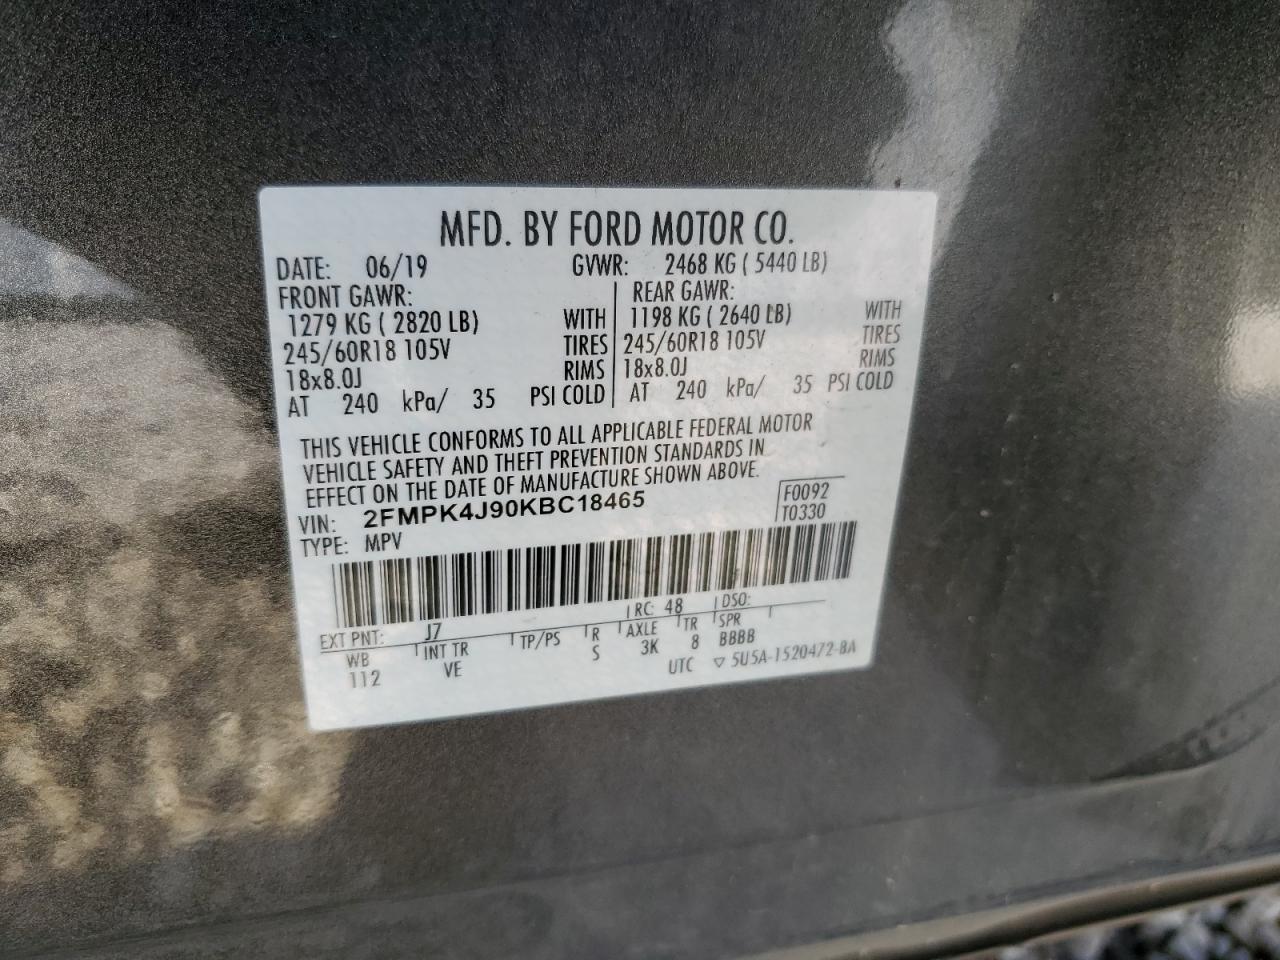 MFD. BY FORD MOTOR CO.
DATE: 06/19 GVWR: 2468 KG ( 5440 LB)
FRONT GAWR: REAR GAWR:
1279 KG ( 2820 LB) WITH 1198 KG ( 2640 LB) WITH
245/60R18 105V TIRES 245/60R18 105V TIRES
18x8.0J RIMS 18x8.0J RIMS
AT 240 kPa/ 35 PSI COLD AT 240 kPa/ 35 PSI COLD
THIS VEHICLE CONFORMS TO ALL APPLICABLE FEDERAL MOTOR
VEHICLE SAFETY AND THEFT PREVENTION STANDARDS IN
EFFECT ON THE DATE OF MANUFACTURE SHOWN ABOVE.
VIN: 2FMPK4J90KBC18465 F0092
TYPE: MPV T0330
EXT PNT: J7 RC: 48 DSO:
WB INT TR TP/PS R AXLE TR SPR
112 VE S 3K 8 BBBB
UTC ▽ 5U5A-1520472-BA